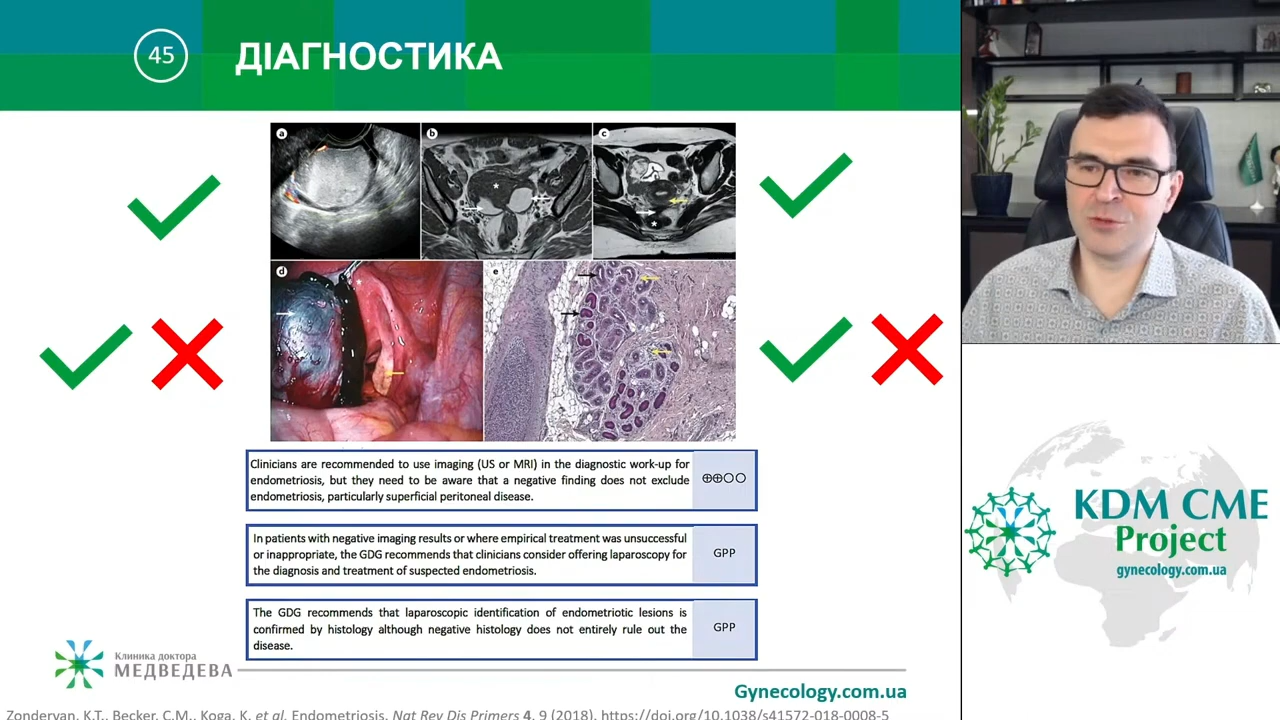 45
ДІАГНОСТИКА
a
b
c
d
e
Clinicians are recommended to use imaging (US or MRI) in the diagnostic work-up for
endometriosis, but they need to be aware that a negative finding does not exclude
endometriosis, particularly superficial peritoneal disease.
⊕⊕○○
In patients with negative imaging results or where empirical treatment was unsuccessful
or inappropriate, the GDG recommends that clinicians consider offering laparoscopy for
the diagnosis and treatment of suspected endometriosis.
GPP
The GDG recommends that laparoscopic identification of endometriotic lesions is
confirmed by histology although negative histology does not entirely rule out the
disease.
GPP
Клиника доктора
МЕДВЕДЕВА
Gynecology.com.ua
Zondervan, K.T., Becker, C.M., Koga, K. et al. Endometriosis. Nat Rev Dis Primers 4, 9 (2018). https://doi.org/10.1038/s41572-018-0008-5
KDM CME
Project
gynecology.com.ua